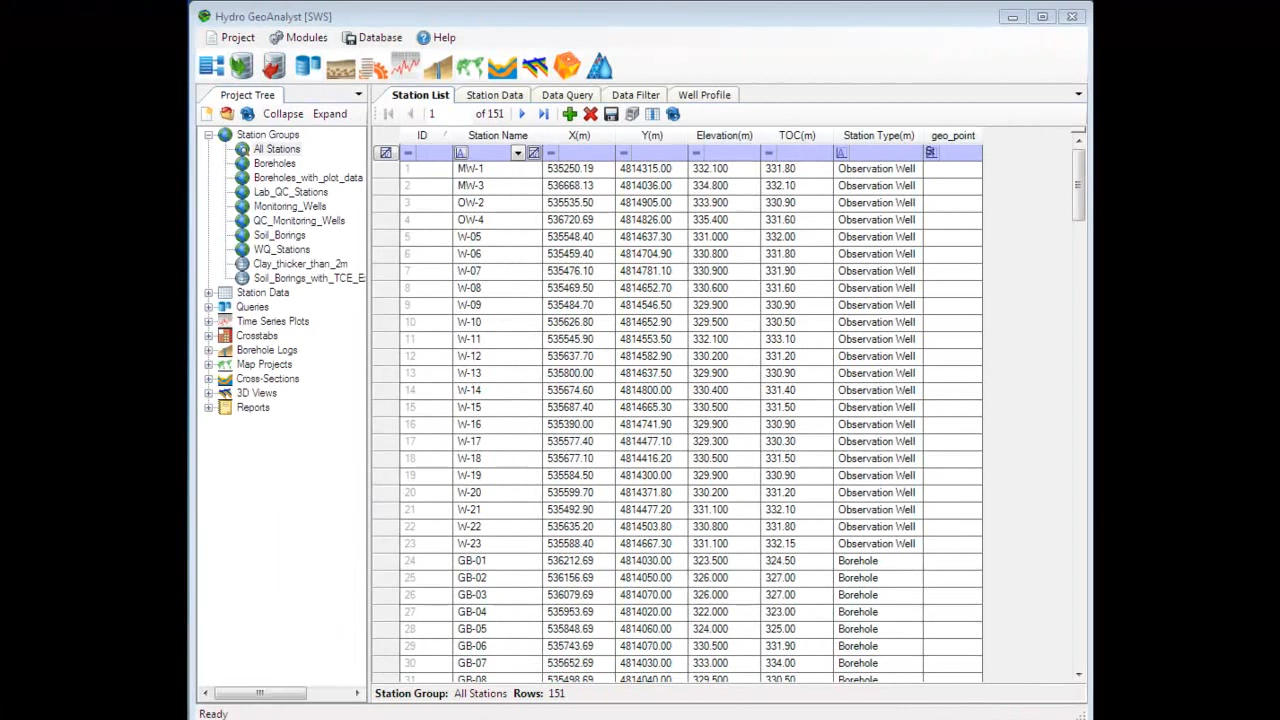 Hydro GeoAnalyst [SWS]
Project Modules Database Help
Project Tree
Collapse Expand
Station Groups
All Stations
Boreholes
Boreholes_with_plot_data
Lab_QC_Stations
Monitoring_Wells
QC_Monitoring_Wells
Soil_Borings
WQ_Stations
Clay_thicker_than_2m
Soil_Borings_with_TCE_E
Station Data
Queries
Time Series Plots
Crosstabs
Borehole Logs
Map Projects
Cross-Sections
3D Views
Reports
Station List Station Data Data Query Data Filter Well Profile
1 of 151
ID Station Name X(m) Y(m) Elevation(m) TOC(m) Station Type(m) geo_point
= A = = = = A
1 MW-1 535250.19 4814315.00 332.100 331.80 Observation Well
2 MW-3 536668.13 4814036.00 334.800 332.10 Observation Well
3 OW-2 535535.50 4814905.00 333.900 330.90 Observation Well
4 OW-4 536720.69 4814826.00 335.400 331.60 Observation Well
5 W-05 535548.40 4814637.30 331.000 332.00 Observation Well
6 W-06 535459.40 4814704.90 330.800 331.80 Observation Well
7 W-07 535476.10 4814781.10 330.900 331.90 Observation Well
8 W-08 535469.50 4814652.70 330.600 331.60 Observation Well
9 W-09 535484.70 4814546.50 329.900 330.90 Observation Well
10 W-10 535626.80 4814652.90 329.500 330.50 Observation Well
11 W-11 535545.90 4814553.50 332.100 333.10 Observation Well
12 W-12 535637.70 4814582.90 330.200 331.20 Observation Well
13 W-13 535800.00 4814637.50 329.900 330.90 Observation Well
14 W-14 535674.60 4814800.00 330.400 331.40 Observation Well
15 W-15 535687.40 4814665.30 330.500 331.50 Observation Well
16 W-16 535390.00 4814741.90 329.900 330.90 Observation Well
17 W-17 535577.40 4814477.10 329.300 330.30 Observation Well
18 W-18 535677.10 4814416.20 330.500 331.50 Observation Well
19 W-19 535584.50 4814300.00 329.900 330.90 Observation Well
20 W-20 535599.70 4814371.80 330.200 331.20 Observation Well
21 W-21 535492.90 4814477.20 331.100 332.10 Observation Well
22 W-22 535635.20 4814503.80 330.800 331.80 Observation Well
23 W-23 535588.40 4814667.30 331.100 332.15 Observation Well
24 GB-01 536212.69 4814030.00 323.500 324.50 Borehole
25 GB-02 536156.69 4814050.00 326.000 327.00 Borehole
26 GB-03 536079.69 4814070.00 326.000 327.00 Borehole
27 GB-04 535953.69 4814020.00 322.000 323.00 Borehole
28 GB-05 535848.69 4814060.00 324.000 325.00 Borehole
29 GB-06 535743.69 4814070.00 330.500 331.90 Borehole
30 GB-07 535652.69 4814030.00 333.000 334.00 Borehole
31 GB-08 535498.69 4814040.00 329.500 330.50 Borehole
Station Group: All Stations Rows: 151
Ready